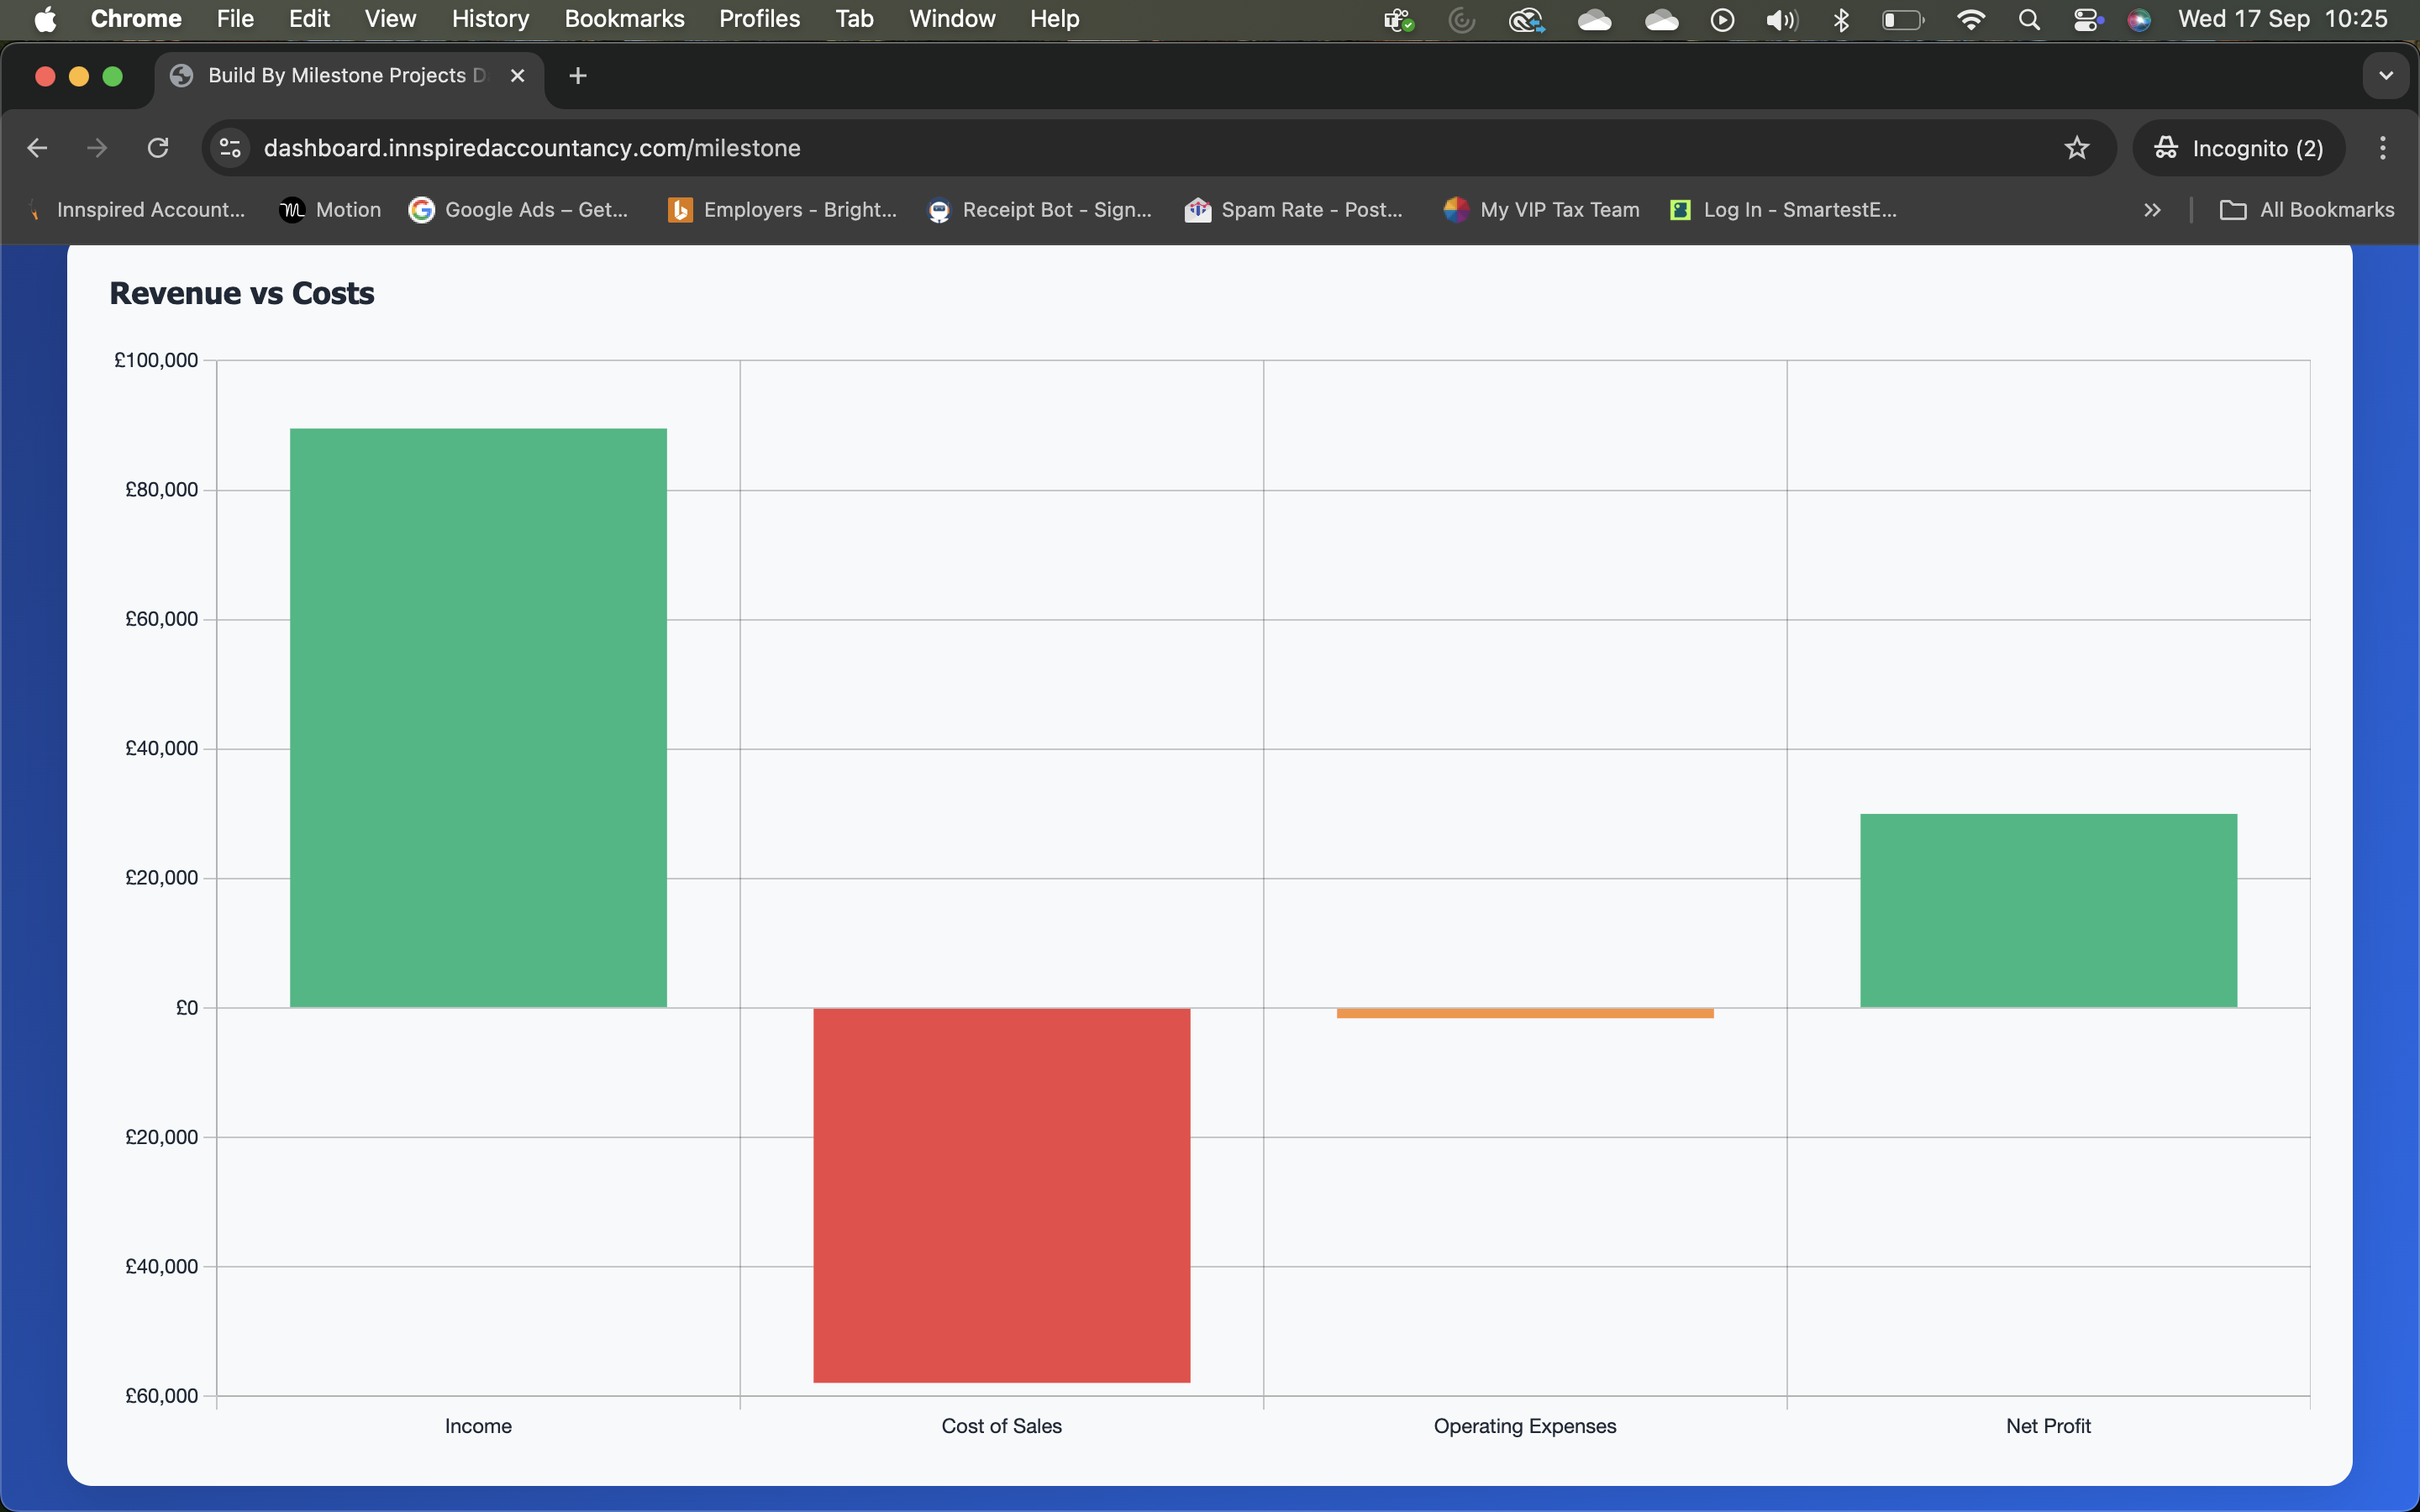 Chrome File Edit View History Bookmarks Profiles Tab Window Help Wed 17 Sep 10:25
Build By Milestone Projects D
dashboard.innspiredaccountancy.com/milestone Incognito (2)
Innspired Account... Motion Google Ads – Get... Employers - Bright... Receipt Bot - Sign... Spam Rate - Post... My VIP Tax Team Log In - SmartestE... All Bookmarks
Revenue vs Costs
£100,000
£80,000
£60,000
£40,000
£20,000
£0
£20,000
£40,000
£60,000
Income Cost of Sales Operating Expenses Net Profit